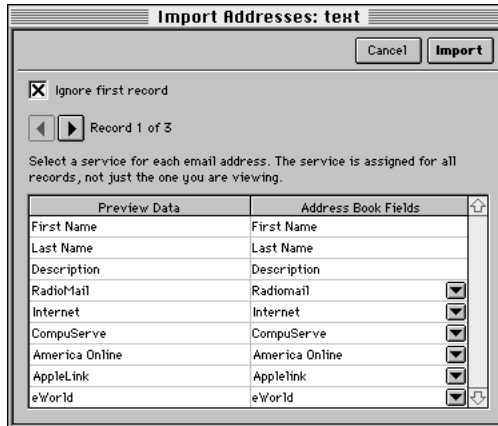 Import Addresses: text
Cancel Import
Ignore first record
Record 1 of 3
Select a service for each email address. The service is assigned for all
records, not just the one you are viewing.
Preview Data Address Book Fields
First Name First Name
Last Name Last Name
Description Description
RadioMail Radiomail
Internet Internet
CompuServe CompuServe
America Online America Online
AppleLink Applelink
eWorld eWorld